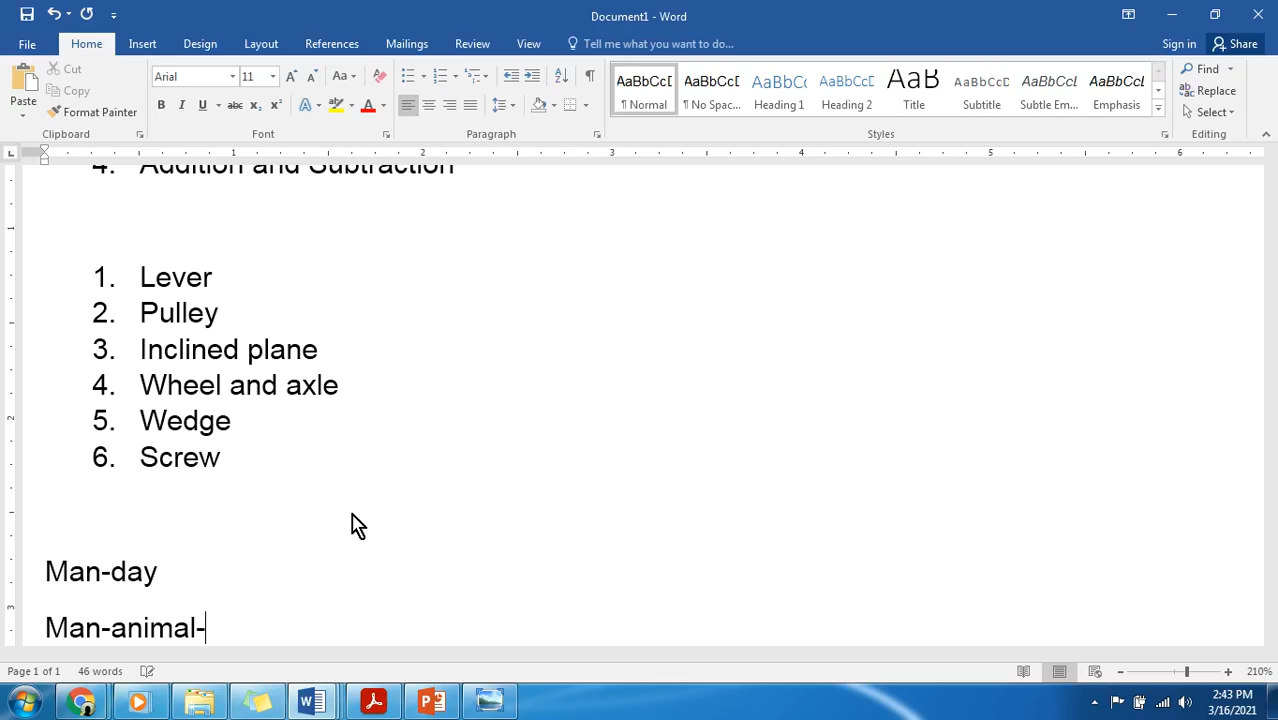 Document1 - Word
Sign in
Share
File
Home
Insert
Design
Layout
References
Mailings
Review
View
Tell me what you want to do...
Paste
Cut
Copy
Format Painter
Clipboard
Arial
11
Font
Paragraph
AaBbCcI
¶ Normal
AaBbCcI
¶ No Spac...
AaBbCc
Heading 1
AaBbCcC
Heading 2
AaB
Title
AaBbCcC
Subtitle
AaBbCcI
Subtle Em...
AaBbCcI
Emphasis
Styles
Find
Replace
Select
Editing
4. Addition and Subtraction
1. Lever
2. Pulley
3. Inclined plane
4. Wheel and axle
5. Wedge
6. Screw
Man-day
Man-animal-
Page 1 of 1
46 words
210%
2:43 PM
3/16/2021